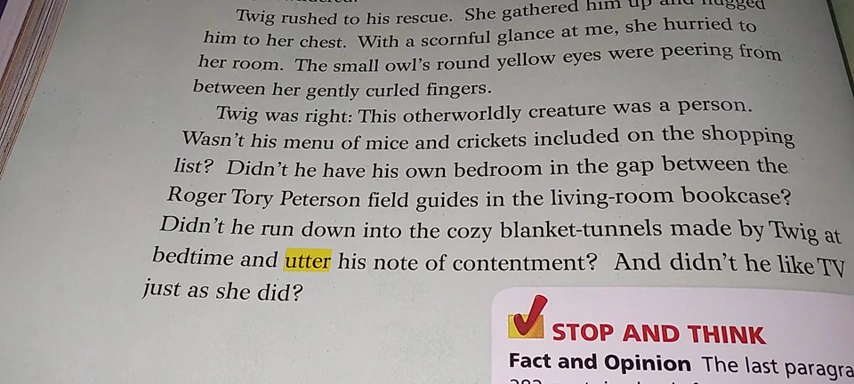 Twig rushed to his rescue. She gathered him up and hugged
him to her chest. With a scornful glance at me, she hurried to
her room. The small owl's round yellow eyes were peering from
between her gently curled fingers.
Twig was right: This otherworldly creature was a person.
Wasn't his menu of mice and crickets included on the shopping
list? Didn't he have his own bedroom in the gap between the
Roger Tory Peterson field guides in the living-room bookcase?
Didn't he run down into the cozy blanket-tunnels made by Twig at
bedtime and utter his note of contentment? And didn't he like TV
just as she did?
STOP AND THINK
Fact and Opinion The last paragra